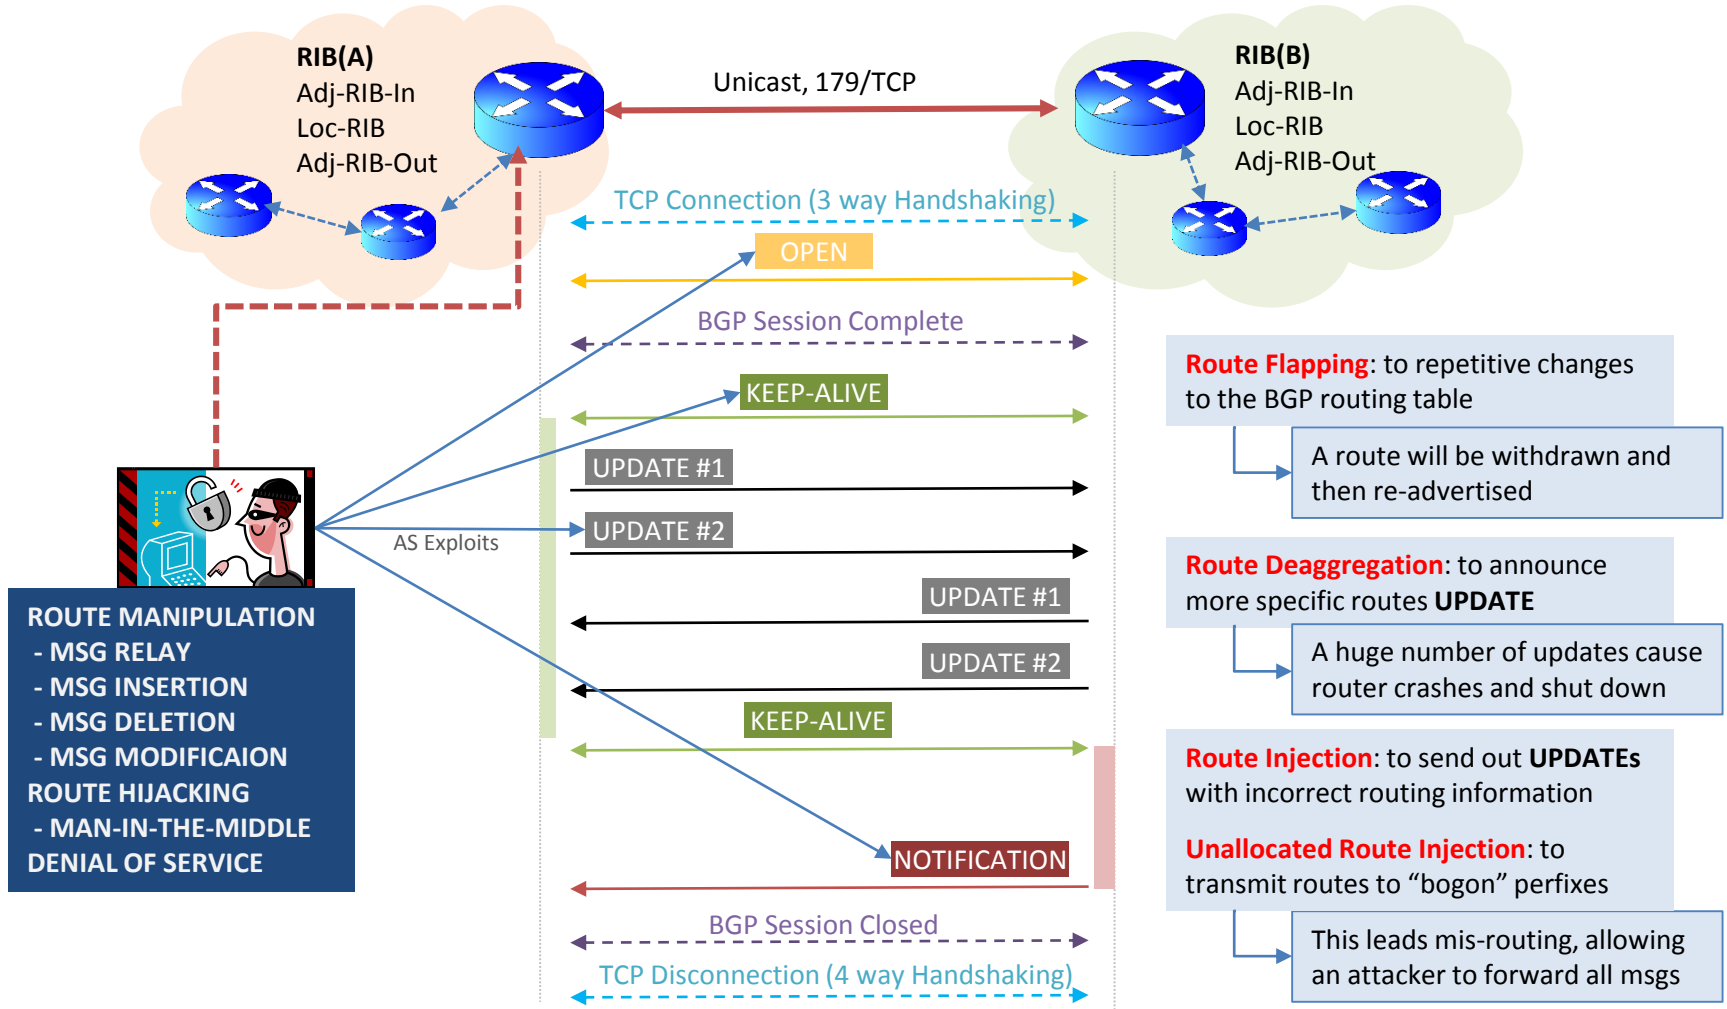 RIB(A)
Adj-RIB-In
Loc-RIB
Adj-RIB-Out
Unicast, 179/TCP
RIB(B)
Adj-RIB-In
Loc-RIB
Adj-RIB-Out
TCP Connection (3 way Handshaking)
OPEN
BGP Session Complete
KEEP-ALIVE
UPDATE #1
UPDATE #2
AS Exploits
UPDATE #1
UPDATE #2
KEEP-ALIVE
NOTIFICATION
BGP Session Closed
TCP Disconnection (4 way Handshaking)
ROUTE MANIPULATION
- MSG RELAY
- MSG INSERTION
- MSG DELETION
- MSG MODIFICAION
ROUTE HIJACKING
- MAN-IN-THE-MIDDLE
DENIAL OF SERVICE
Route Flapping: to repetitive changes
to the BGP routing table
A route will be withdrawn and
then re-advertised
Route Deaggregation: to announce
more specific routes UPDATE
A huge number of updates cause
router crashes and shut down
Route Injection: to send out UPDATEs
with incorrect routing information
Unallocated Route Injection: to
transmit routes to “bogon” perfixes
This leads mis-routing, allowing
an attacker to forward all msgs